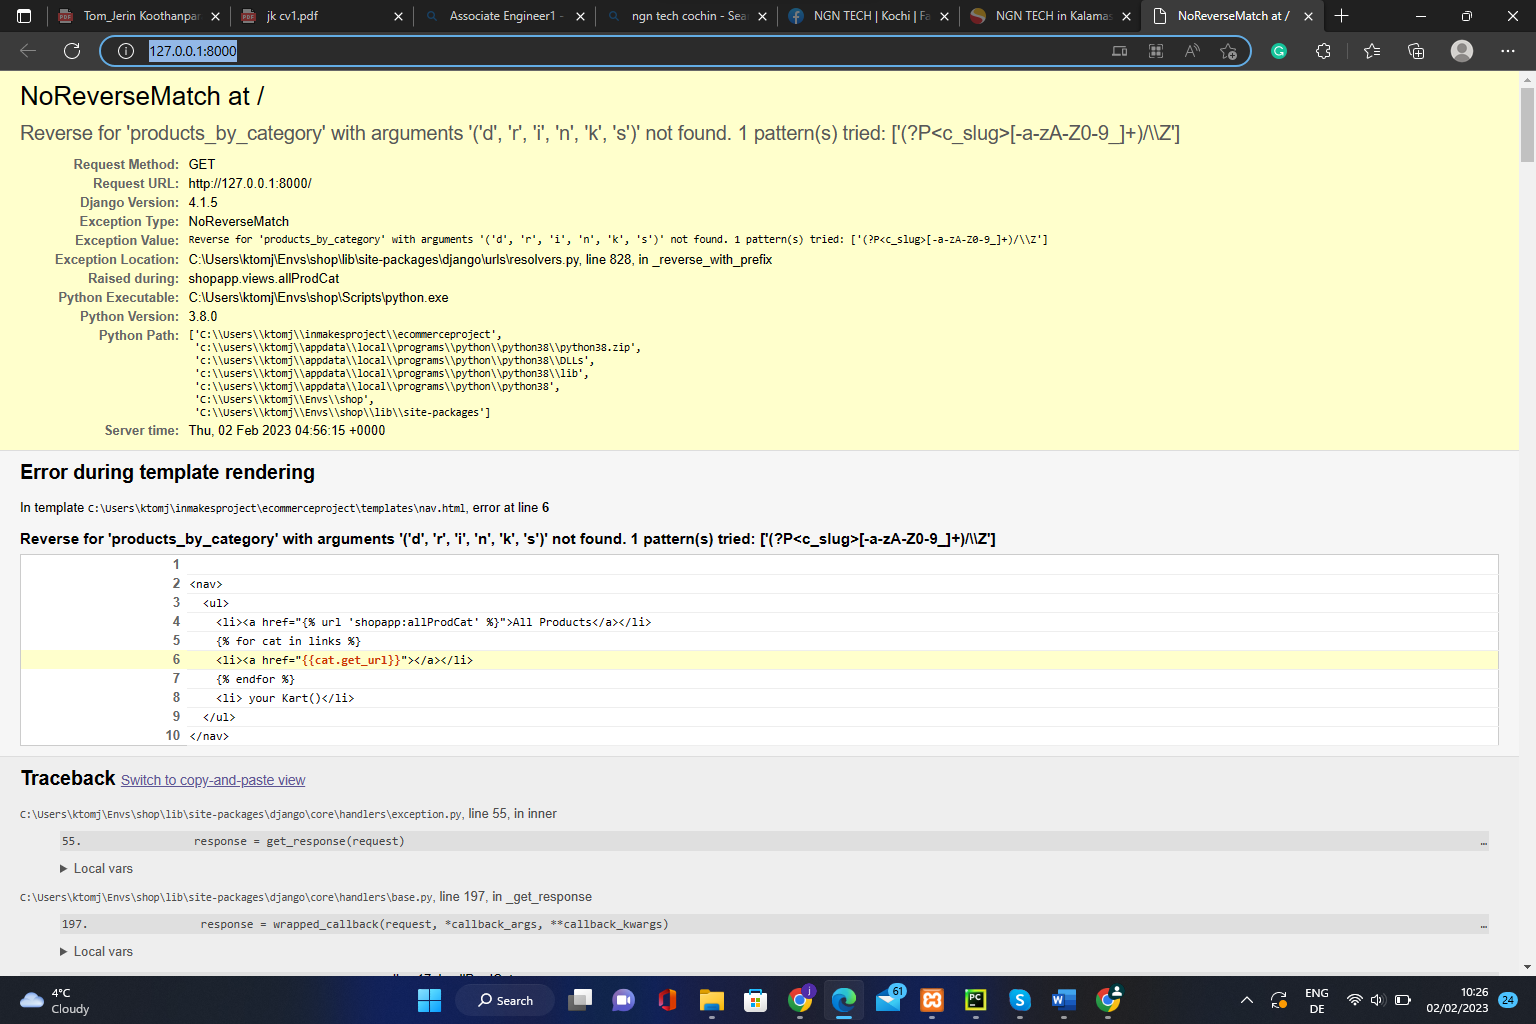 Tom_Jerin Koothanpar
jk cv1.pdf
Associate Engineer1 -
ngn tech cochin - Sea
NGN TECH | Kochi | Fa
NGN TECH in Kalamas
NoReverseMatch at /
127.0.0.1:8000
NoReverseMatch at /
Reverse for 'products_by_category' with arguments '('d', 'r', 'i', 'n', 'k', 's')' not found. 1 pattern(s) tried: ['(?P<c_slug>[-a-zA-Z0-9_]+)/\\Z']
Request Method: GET
Request URL: http://127.0.0.1:8000/
Django Version: 4.1.5
Exception Type: NoReverseMatch
Exception Value: Reverse for 'products_by_category' with arguments '('d', 'r', 'i', 'n', 'k', 's')' not found. 1 pattern(s) tried: ['(?P<c_slug>[-a-zA-Z0-9_]+)/\\Z']
Exception Location: C:\Users\ktomj\Envs\shop\lib\site-packages\django\urls\resolvers.py, line 828, in _reverse_with_prefix
Raised during: shopapp.views.allProdCat
Python Executable: C:\Users\ktomj\Envs\shop\Scripts\python.exe
Python Version: 3.8.0
Python Path: ['C:\\Users\\ktomj\\inmakesproject\\ecommerceproject',
'c:\\users\\ktomj\\appdata\\local\\programs\\python\\python38\\python38.zip',
'c:\\users\\ktomj\\appdata\\local\\programs\\python\\python38\\DLLs',
'c:\\users\\ktomj\\appdata\\local\\programs\\python\\python38\\lib',
'c:\\users\\ktomj\\appdata\\local\\programs\\python\\python38',
'C:\\Users\\ktomj\\Envs\\shop',
'C:\\Users\\ktomj\\Envs\\shop\\lib\\site-packages']
Server time: Thu, 02 Feb 2023 04:56:15 +0000
Error during template rendering
In template C:\Users\ktomj\inmakesproject\ecommerceproject\templates\nav.html, error at line 6
Reverse for 'products_by_category' with arguments '('d', 'r', 'i', 'n', 'k', 's')' not found. 1 pattern(s) tried: ['(?P<c_slug>[-a-zA-Z0-9_]+)/\\Z']
1
2 <nav>
3 <ul>
4 <li><a href="{% url 'shopapp:allProdCat' %}">All Products</a></li>
5 {% for cat in links %}
6 <li><a href="{{cat.get_url}}"></a></li>
7 {% endfor %}
8 <li> your Kart()</li>
9 </ul>
10 </nav>
Traceback Switch to copy-and-paste view
C:\Users\ktomj\Envs\shop\lib\site-packages\django\core\handlers\exception.py, line 55, in inner
55. response = get_response(request) …
▶ Local vars
C:\Users\ktomj\Envs\shop\lib\site-packages\django\core\handlers\base.py, line 197, in _get_response
197. response = wrapped_callback(request, *callback_args, **callback_kwargs) …
▶ Local vars
4°C
Cloudy
Search
61
ENG
DE
10:26
02/02/2023
24